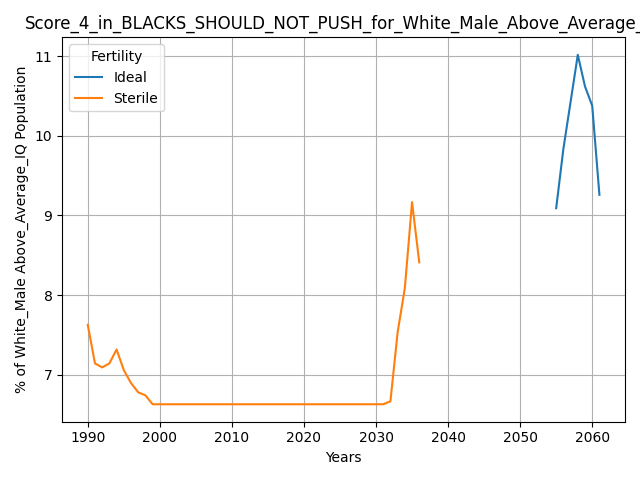 Score_4_in_BLACKS_SHOULD_NOT_PUSH_for_White_Male_Above_Average_
Fertility
Ideal
Sterile
% of White_Male Above_Average_IQ Population
11
10
9
8
7
1990 2000 2010 2020 2030 2040 2050 2060
Years